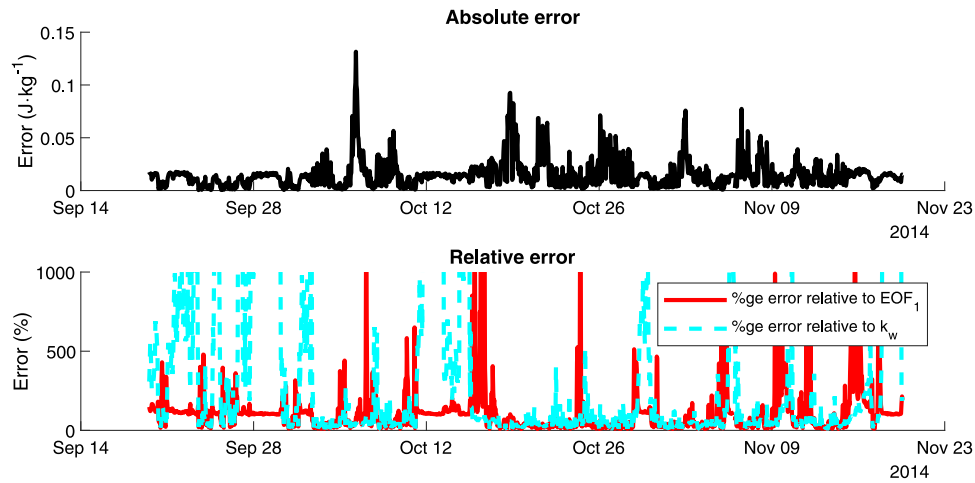 Absolute error
Error (J·kg⁻¹)
0.15
0.1
0.05
0
Sep 14 Sep 28 Oct 12 Oct 26 Nov 09 Nov 23
2014
Relative error
Error (%)
1000
500
0
%ge error relative to EOF₁
%ge error relative to k_w
Sep 14 Sep 28 Oct 12 Oct 26 Nov 09 Nov 23
2014